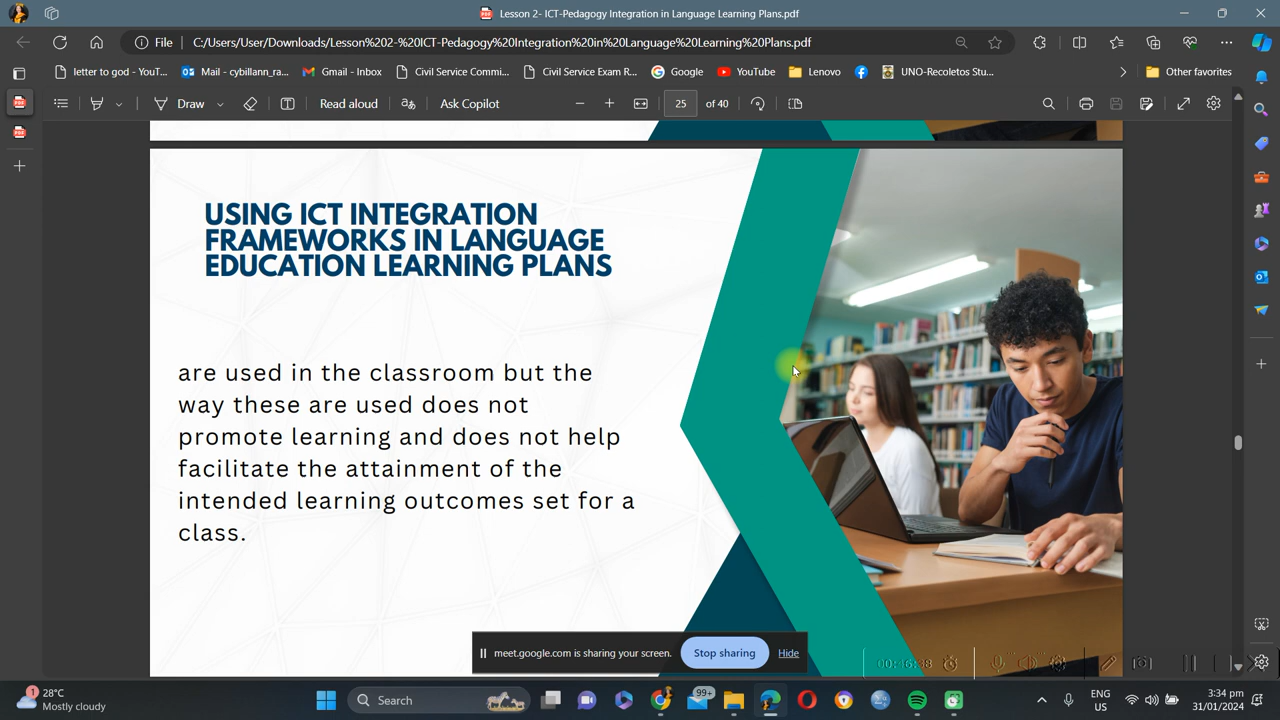 Lesson 2- ICT-Pedagogy Integration in Language Learning Plans.pdf
File C:/Users/User/Downloads/Lesson%202-%20ICT-Pedagogy%20Integration%20in%20Language%20Learning%20Plans.pdf
letter to god - YouT... Mail - cybillann_ra... Gmail - Inbox Civil Service Commi... Civil Service Exam R... Google YouTube Lenovo UNO-Recoletos Stu... Other favorites
Draw Read aloud Ask Copilot 25 of 40
USING ICT INTEGRATION
FRAMEWORKS IN LANGUAGE
EDUCATION LEARNING PLANS
are used in the classroom but the
way these are used does not
promote learning and does not help
facilitate the attainment of the
intended learning outcomes set for a
class.
meet.google.com is sharing your screen. Stop sharing Hide
00:46:38
1 28°C
Mostly cloudy
Search
99+
ENG
US
3:34 pm
31/01/2024